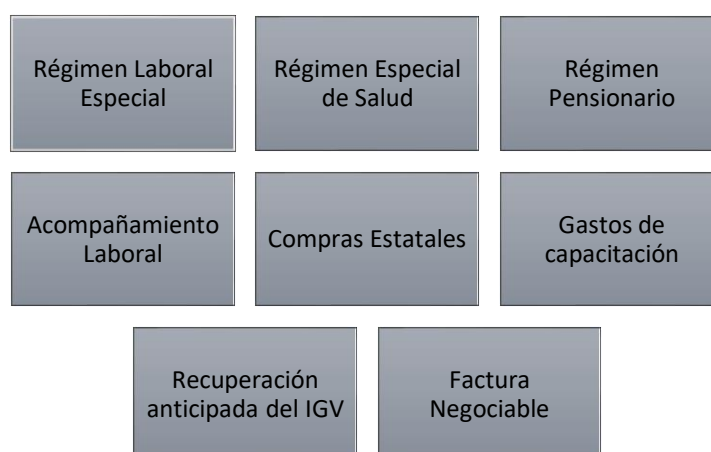 Régimen Laboral
Especial
Régimen Especial
de Salud
Régimen
Pensionario
Acompañamiento
Laboral
Compras Estatales
Gastos de
capacitación
Recuperación
anticipada del IGV
Factura
Negociable